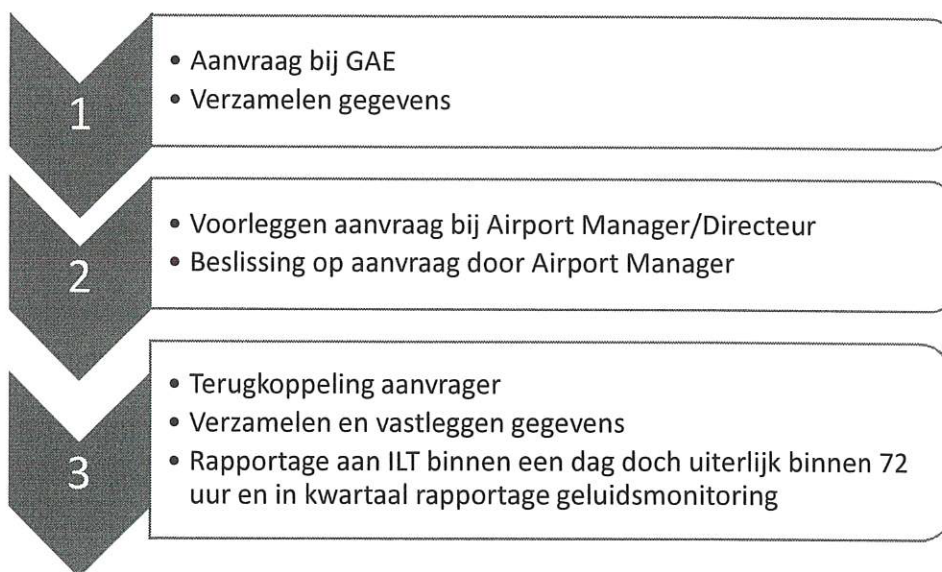 1
• Aanvraag bij GAE
• Verzamelen gegevens
2
• Voorleggen aanvraag bij Airport Manager/Directeur
• Beslissing op aanvraag door Airport Manager
3
• Terugkoppeling aanvrager
• Verzamelen en vastleggen gegevens
• Rapportage aan ILT binnen een dag doch uiterlijk binnen 72
uur en in kwartaal rapportage geluidsmonitoring